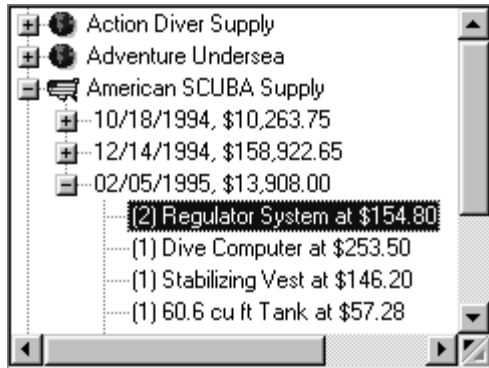 Action Diver Supply
Adventure Undersea
American SCUBA Supply
10/18/1994, $10,263.75
12/14/1994, $158,922.65
02/05/1995, $13,908.00
(2) Regulator System at $154.80
(1) Dive Computer at $253.50
(1) Stabilizing Vest at $146.20
(1) 60.6 cu ft Tank at $57.28